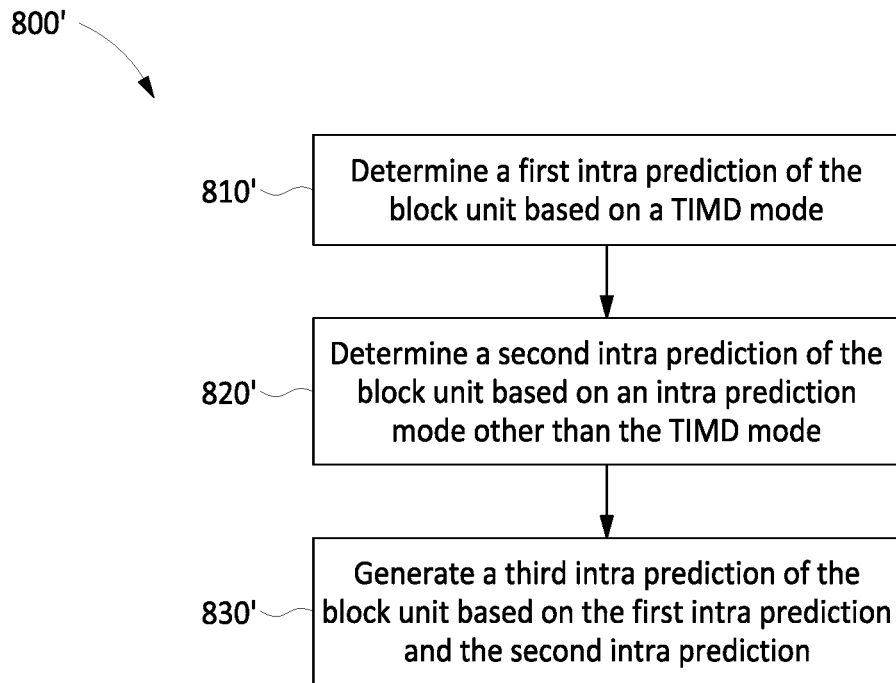 800'
810'
Determine a first intra prediction of the
block unit based on a TIMD mode
820'
Determine a second intra prediction of the
block unit based on an intra prediction
mode other than the TIMD mode
830'
Generate a third intra prediction of the
block unit based on the first intra prediction
and the second intra prediction